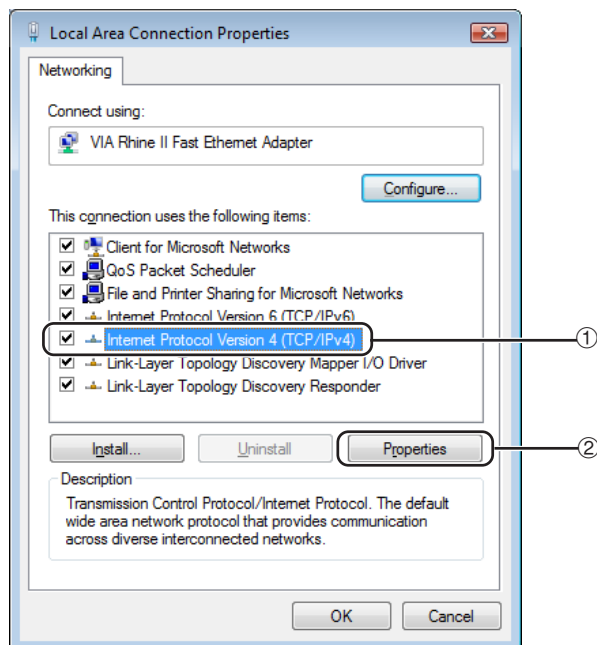 Local Area Connection Properties
Networking
Connect using:
VIA Rhine II Fast Ethernet Adapter
Configure...
This connection uses the following items:
Client for Microsoft Networks
QoS Packet Scheduler
File and Printer Sharing for Microsoft Networks
Internet Protocol Version 6 (TCP/IPv6)
Internet Protocol Version 4 (TCP/IPv4)
①
Link-Layer Topology Discovery Mapper I/O Driver
Link-Layer Topology Discovery Responder
Install...
Uninstall
Properties
②
Description
Transmission Control Protocol/Internet Protocol. The default
wide area network protocol that provides communication
across diverse interconnected networks.
OK
Cancel